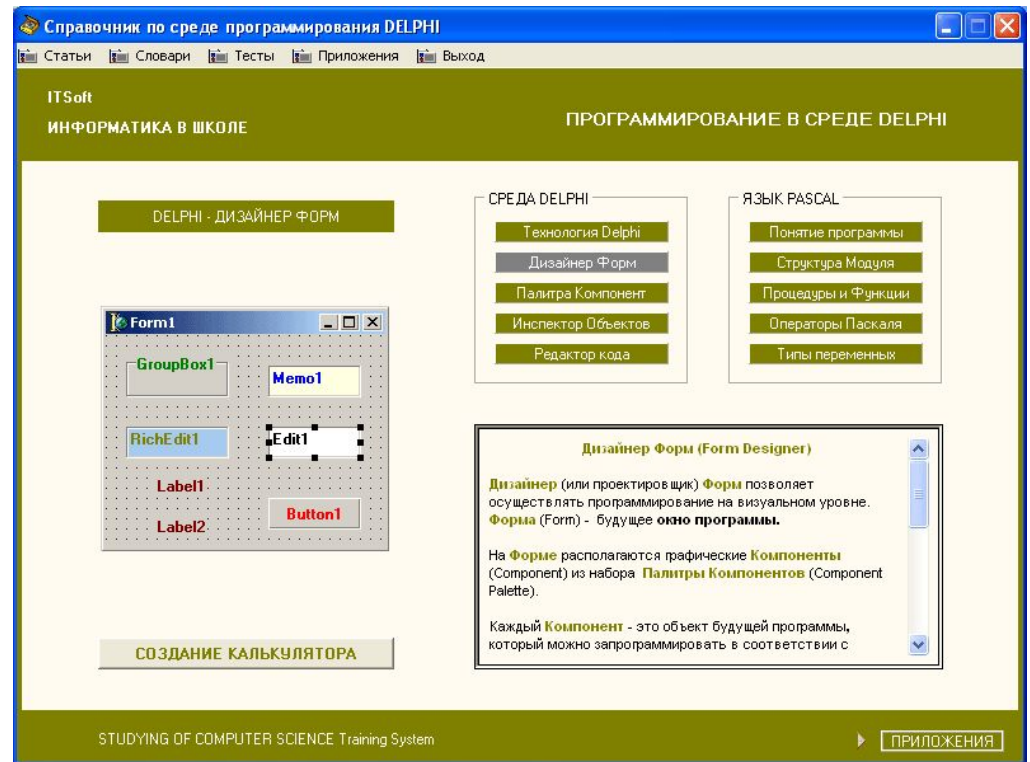 Справочник по среде программирования DELPHI
Статьи Словари Тесты Приложения Выход
ITSoft
ИНФОРМАТИКА В ШКОЛЕ
ПРОГРАММИРОВАНИЕ В СРЕДЕ DELPHI
DELPHI - ДИЗАЙНЕР ФОРМ
Form1
GroupBox1
Memo1
RichEdit1
Edit1
Label1
Label2
Button1
СОЗДАНИЕ КАЛЬКУЛЯТОРА
СРЕДА DELPHI
Технология Delphi
Дизайнер Форм
Палитра Компонент
Инспектор Объектов
Редактор кода
ЯЗЫК PASCAL
Понятие программы
Структура Модуля
Процедуры и Функции
Операторы Паскаля
Типы переменных
Дизайнер Форм (Form Designer)
Дизайнер (или проектировщик) Форм позволяет
осуществлять программирование на визуальном уровне.
Форма (Form) - будущее окно программы.
На Форме располагаются графические Компоненты
(Component) из набора Палитры Компонентов (Component
Palette).
Каждый Компонент - это объект будущей программы,
который можно запрограммировать в соответствии с
STUDYING OF COMPUTER SCIENCE Training System
ПРИЛОЖЕНИЯ